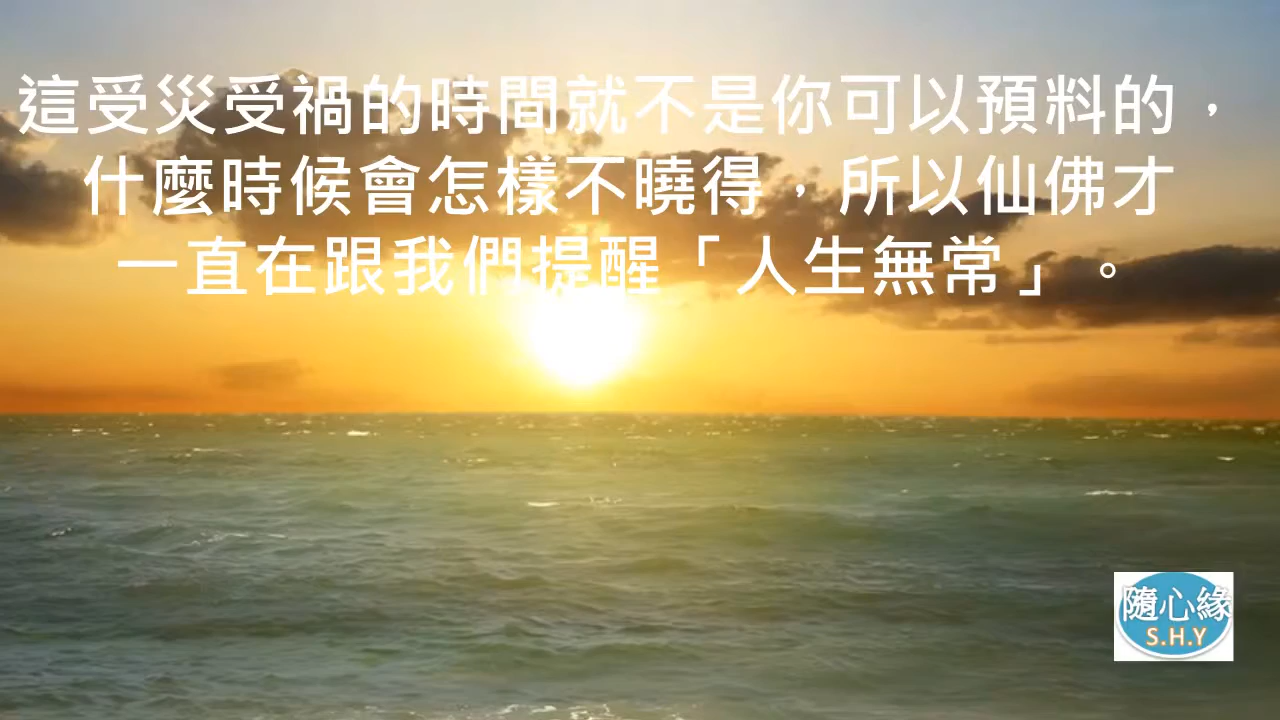 這受災受禍的時間就不是你可以預料的，
什麼時候會怎樣不曉得，所以仙佛才
一直在跟我們提醒「人生無常」。
隨心緣
S.H.Y